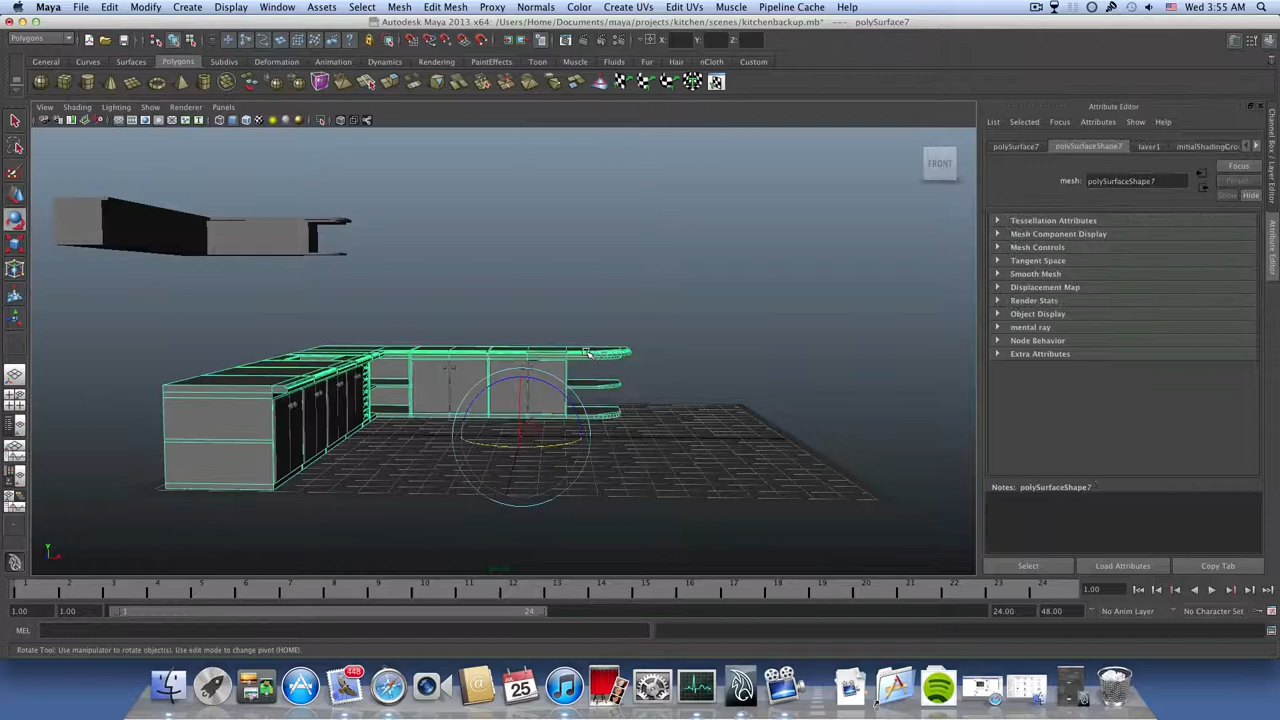 Maya File Edit Modify Create Display Window Assets Select Mesh Edit Mesh Proxy Normals Color Create UVs Edit UVs Muscle Pipeline Cache Help Wed 3:55 AM
Autodesk Maya 2013 x64: /Users/Home/Documents/maya/projects/kitchen/scenes/kitchenbackup.mb* --- polySurface7
Polygons X: Y: Z:
General Curves Surfaces Polygons Subdivs Deformation Animation Dynamics Rendering PaintEffects Toon Muscle Fluids Fur Hair nCloth Custom
View Shading Lighting Show Renderer Panels
Attribute Editor
List Selected Focus Attributes Show Help
polySurface7 polySurfaceShape7 layer1 initialShadingGro
Focus
mesh: polySurfaceShape7
Presets
Show Hide
Tessellation Attributes
Mesh Component Display
Mesh Controls
Tangent Space
Smooth Mesh
Displacement Map
Render Stats
Object Display
mental ray
Node Behavior
Extra Attributes
Notes: polySurfaceShape7
Select Load Attributes Copy Tab
Channel Box / Layer Editor
Attribute Editor
FRONT
Y
1 2 3 4 5 6 7 8 9 10 11 12 13 14 15 16 17 18 19 20 21 22 23 24
1.00
1.00 1.00 1 24 24.00 48.00 No Anim Layer No Character Set
MEL
Rotate Tool: Use manipulator to rotate object(s). Use edit mode to change pivot (HOME).
448
25